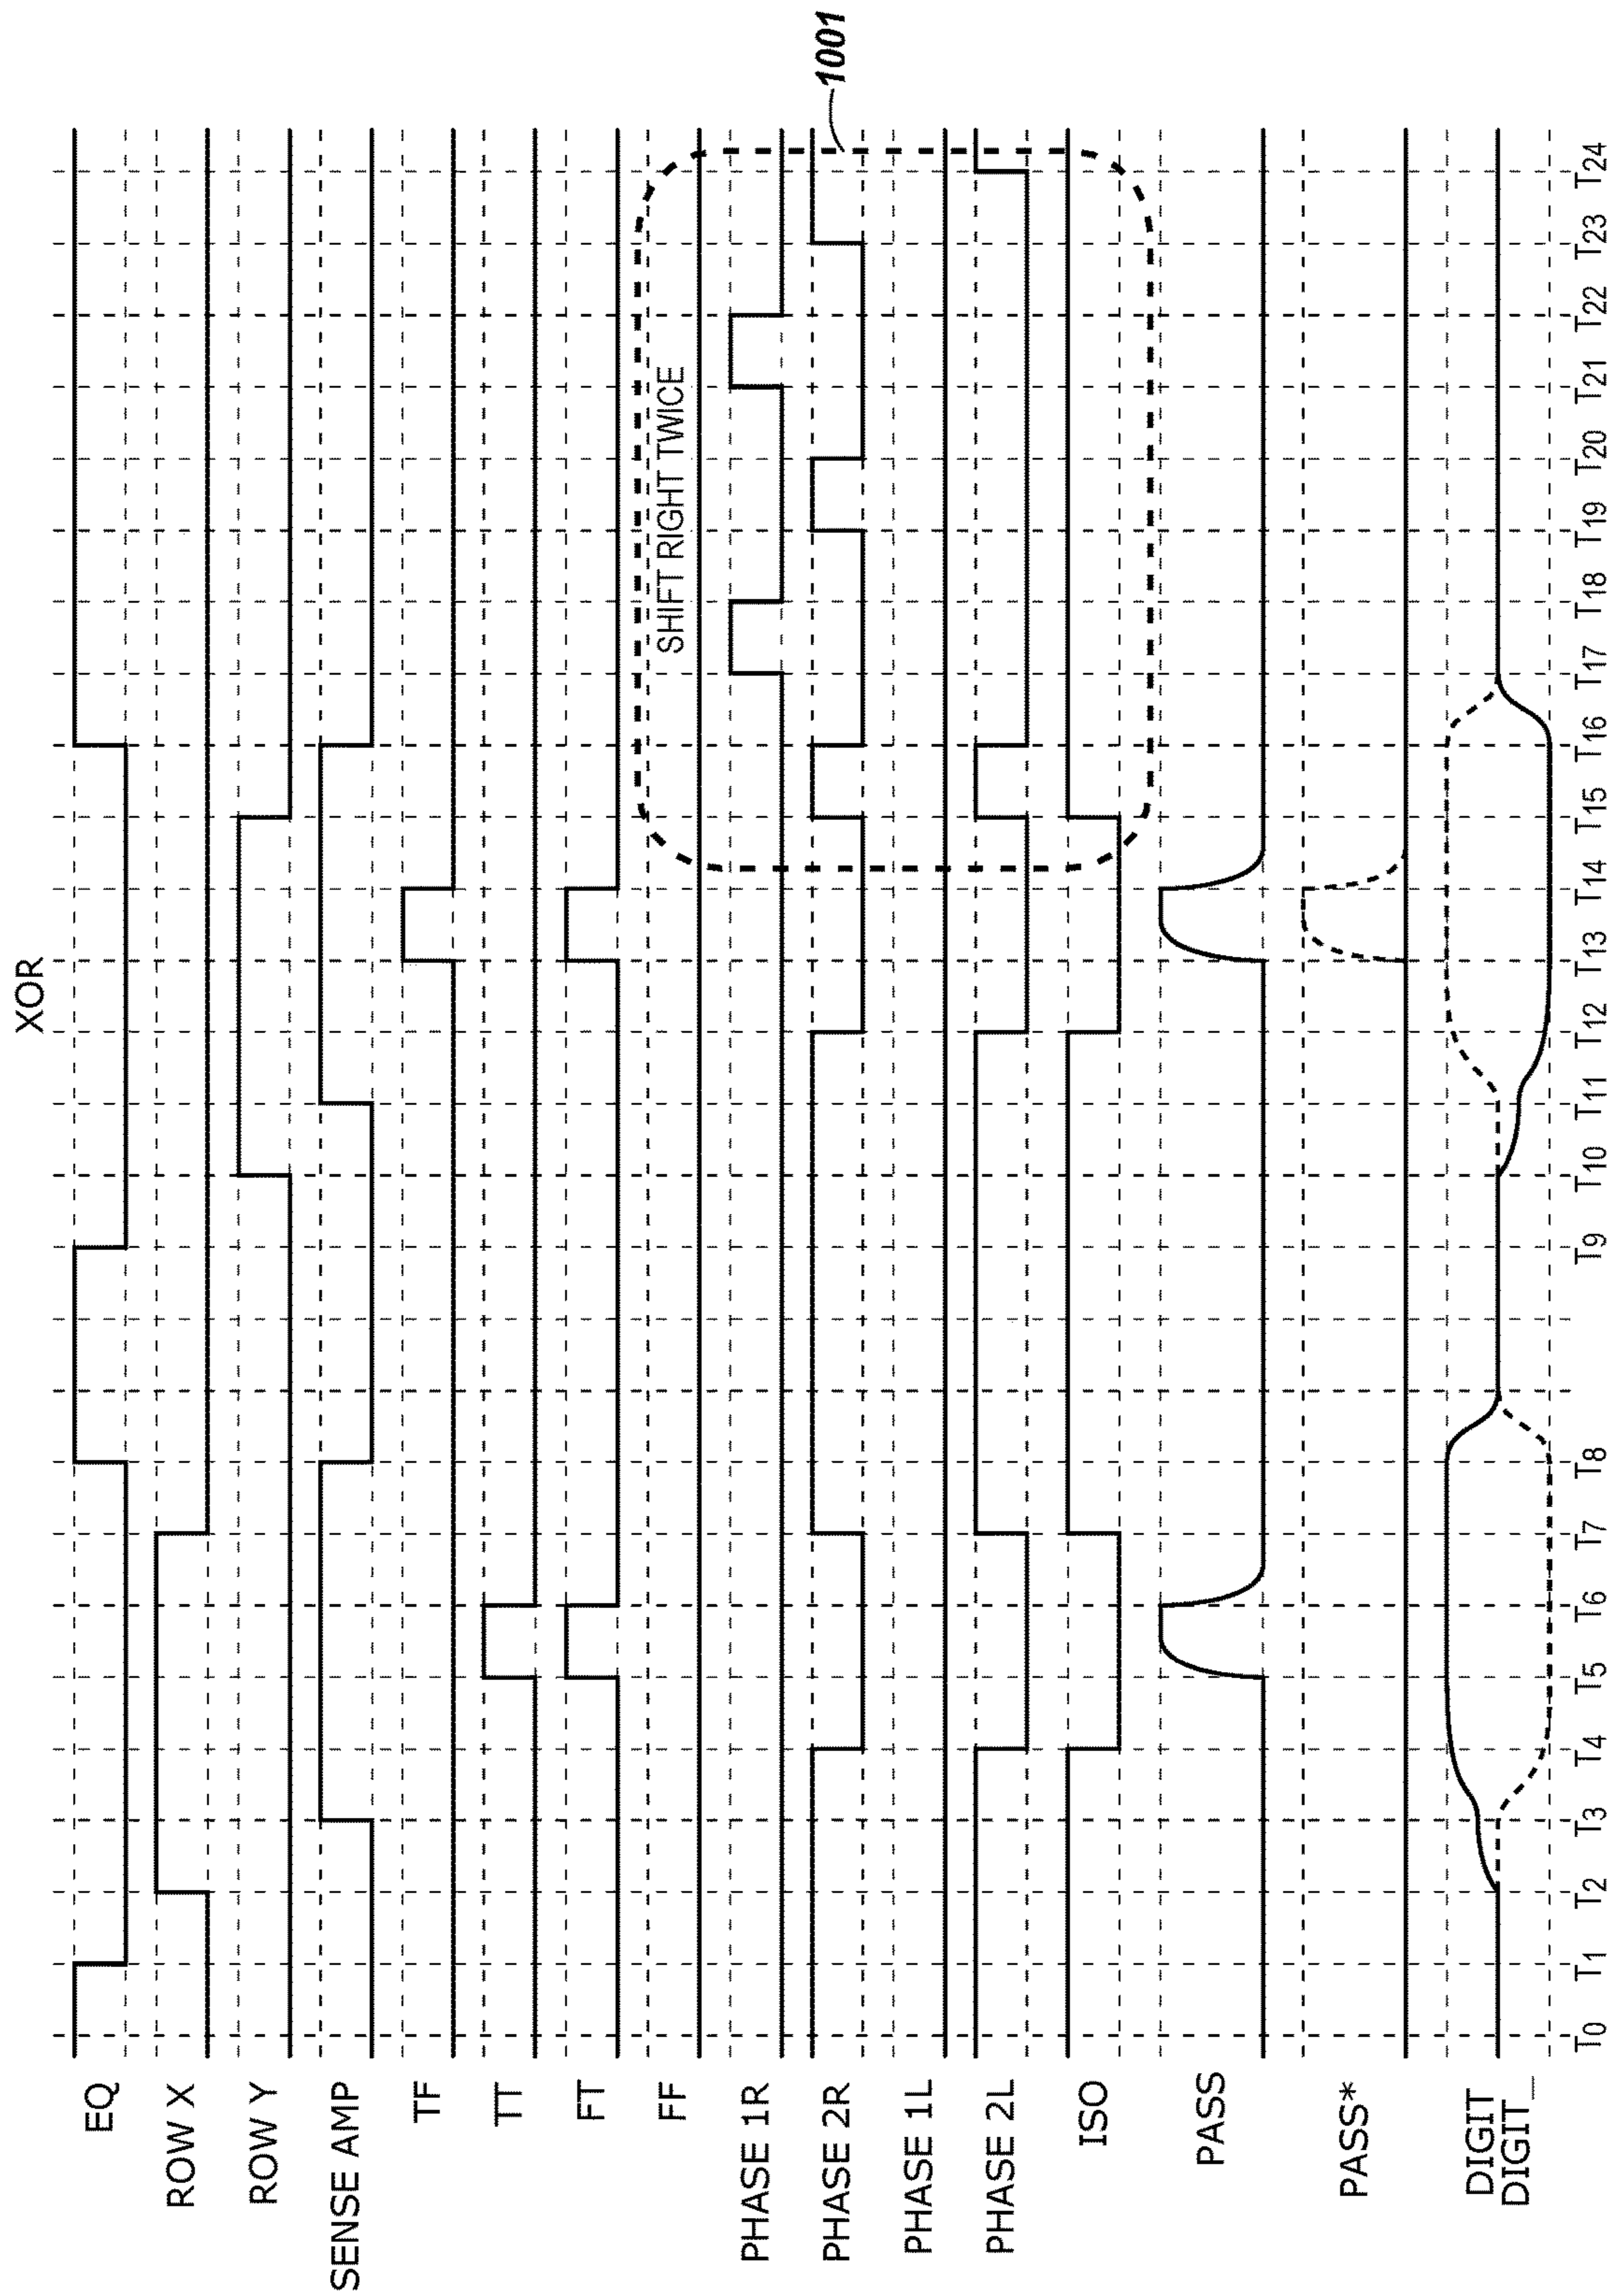 XOR
EQ
ROW X
ROW Y
SENSE AMP
TF
TT
FT
FF
SHIFT RIGHT TWICE
PHASE 1R
PHASE 2R
1001
PHASE 1L
PHASE 2L
ISO
PASS
PASS*
DIGIT
DIGIT_
T0 T1 T2 T3 T4 T5 T6 T7 T8 T9 T10 T11 T12 T13 T14 T15 T16 T17 T18 T19 T20 T21 T22 T23 T24